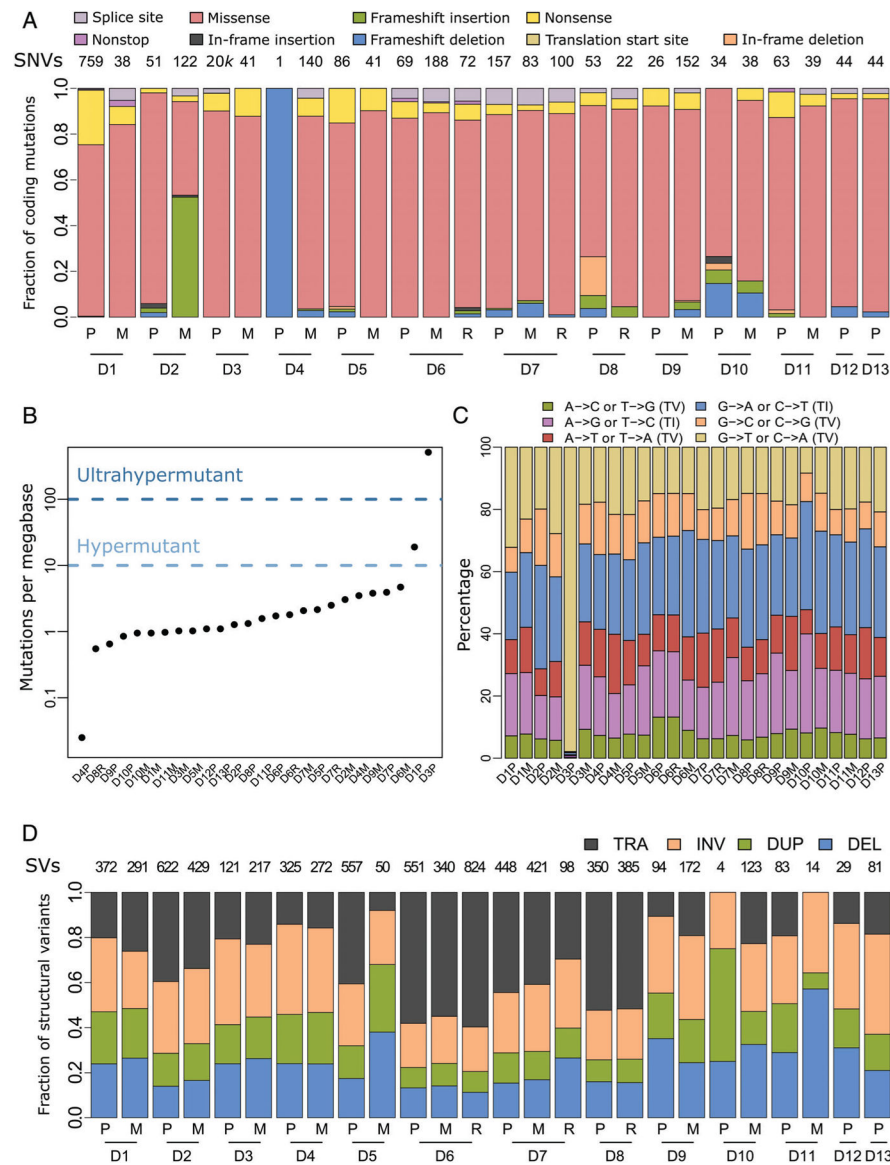 A
Splice site Missense Frameshift insertion Nonsense
Nonstop In-frame insertion Frameshift deletion Translation start site In-frame deletion
SNVs 759 38 51 122 20k 41 1 140 86 41 69 188 72 157 83 100 53 22 26 152 34 38 63 39 44 44
Fraction of coding mutations
1.0
0.8
0.6
0.4
0.2
0.0
P M P M P M P M P M P M R P M R P R P M P M P M P P
D1 D2 D3 D4 D5 D6 D7 D8 D9 D10 D11 D12 D13
B
Mutations per megabase
Ultrahypermutant
100
Hypermutant
10
1
0.1
D4P D8R D9P D10P D10M D1M D11M D3M D5M D12P D13P D2P D8P D11P D6P D6R D7M D5P D7R D2M D4M D9M D7P D6M D1P D3P
C
A->C or T->G (TV) G->A or C->T (TI)
A->G or T->C (TI) G->C or C->G (TV)
A->T or T->A (TV) G->T or C->A (TV)
Percentage
100
80
60
40
20
0
D1P D1M D2P D2M D3P D3M D4P D4M D5P D5M D6P D6R D6M D7P D7R D7M D8P D8R D9P D9M D10P D10M D11P D11M D12P D13P
D
TRA INV DUP DEL
SVs 372 291 622 429 121 217 325 272 557 50 551 340 824 448 421 98 350 385 94 172 4 123 83 14 29 81
Fraction of structural variants
1.0
0.8
0.6
0.4
0.2
0.0
P M P M P M P M P M P M R P M R P R P M P M P M P P
D1 D2 D3 D4 D5 D6 D7 D8 D9 D10 D11 D12 D13